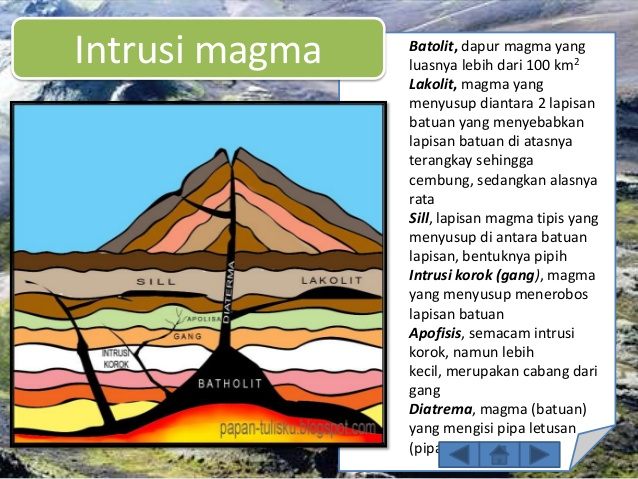 Intrusi magma
Batolit, dapur magma yang
luasnya lebih dari 100 km²
Lakolit, magma yang
menyusup diantara 2 lapisan
batuan yang menyebabkan
lapisan batuan di atasnya
terangkay sehingga
cembung, sedangkan alasnya
rata
Sill, lapisan magma tipis yang
menyusup di antara batuan
lapisan, bentuknya pipih
Intrusi korok (gang), magma
yang menyusup menerobos
lapisan batuan
Apofisis, semacam intrusi
korok, namun lebih
kecil, merupakan cabang dari
gang
Diatrema, magma (batuan)
yang mengisi pipa letusan
SILL
LAKOLIT
DIATERMA
APOLISA
GANG
INTRUSI
KOROK
BATHOLIT
papan-tulisku.blogspot.com